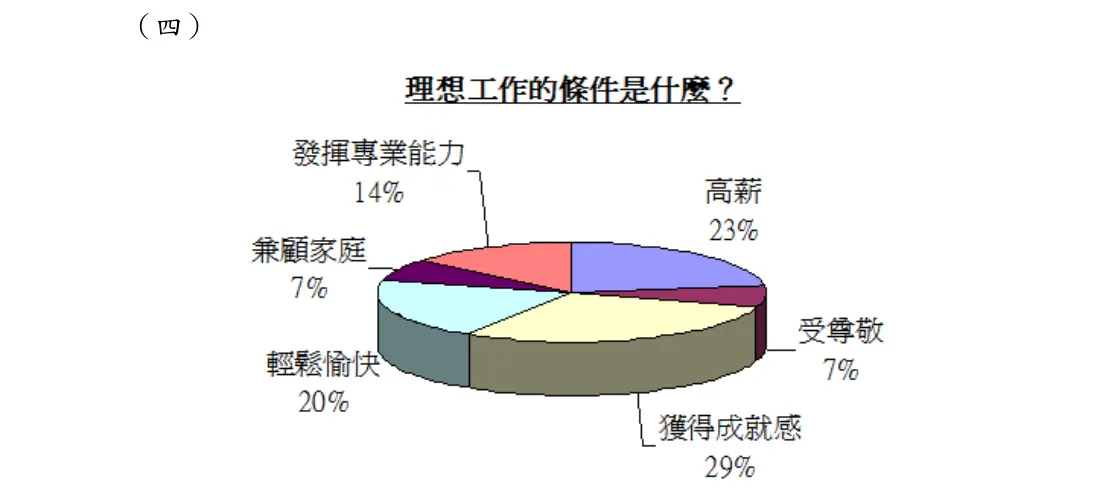 （四）
理想工作的條件是什麼？
發揮專業能力
14%
高薪
23%
兼顧家庭
7%
受尊敬
7%
輕鬆愉快
20%
獲得成就感
29%